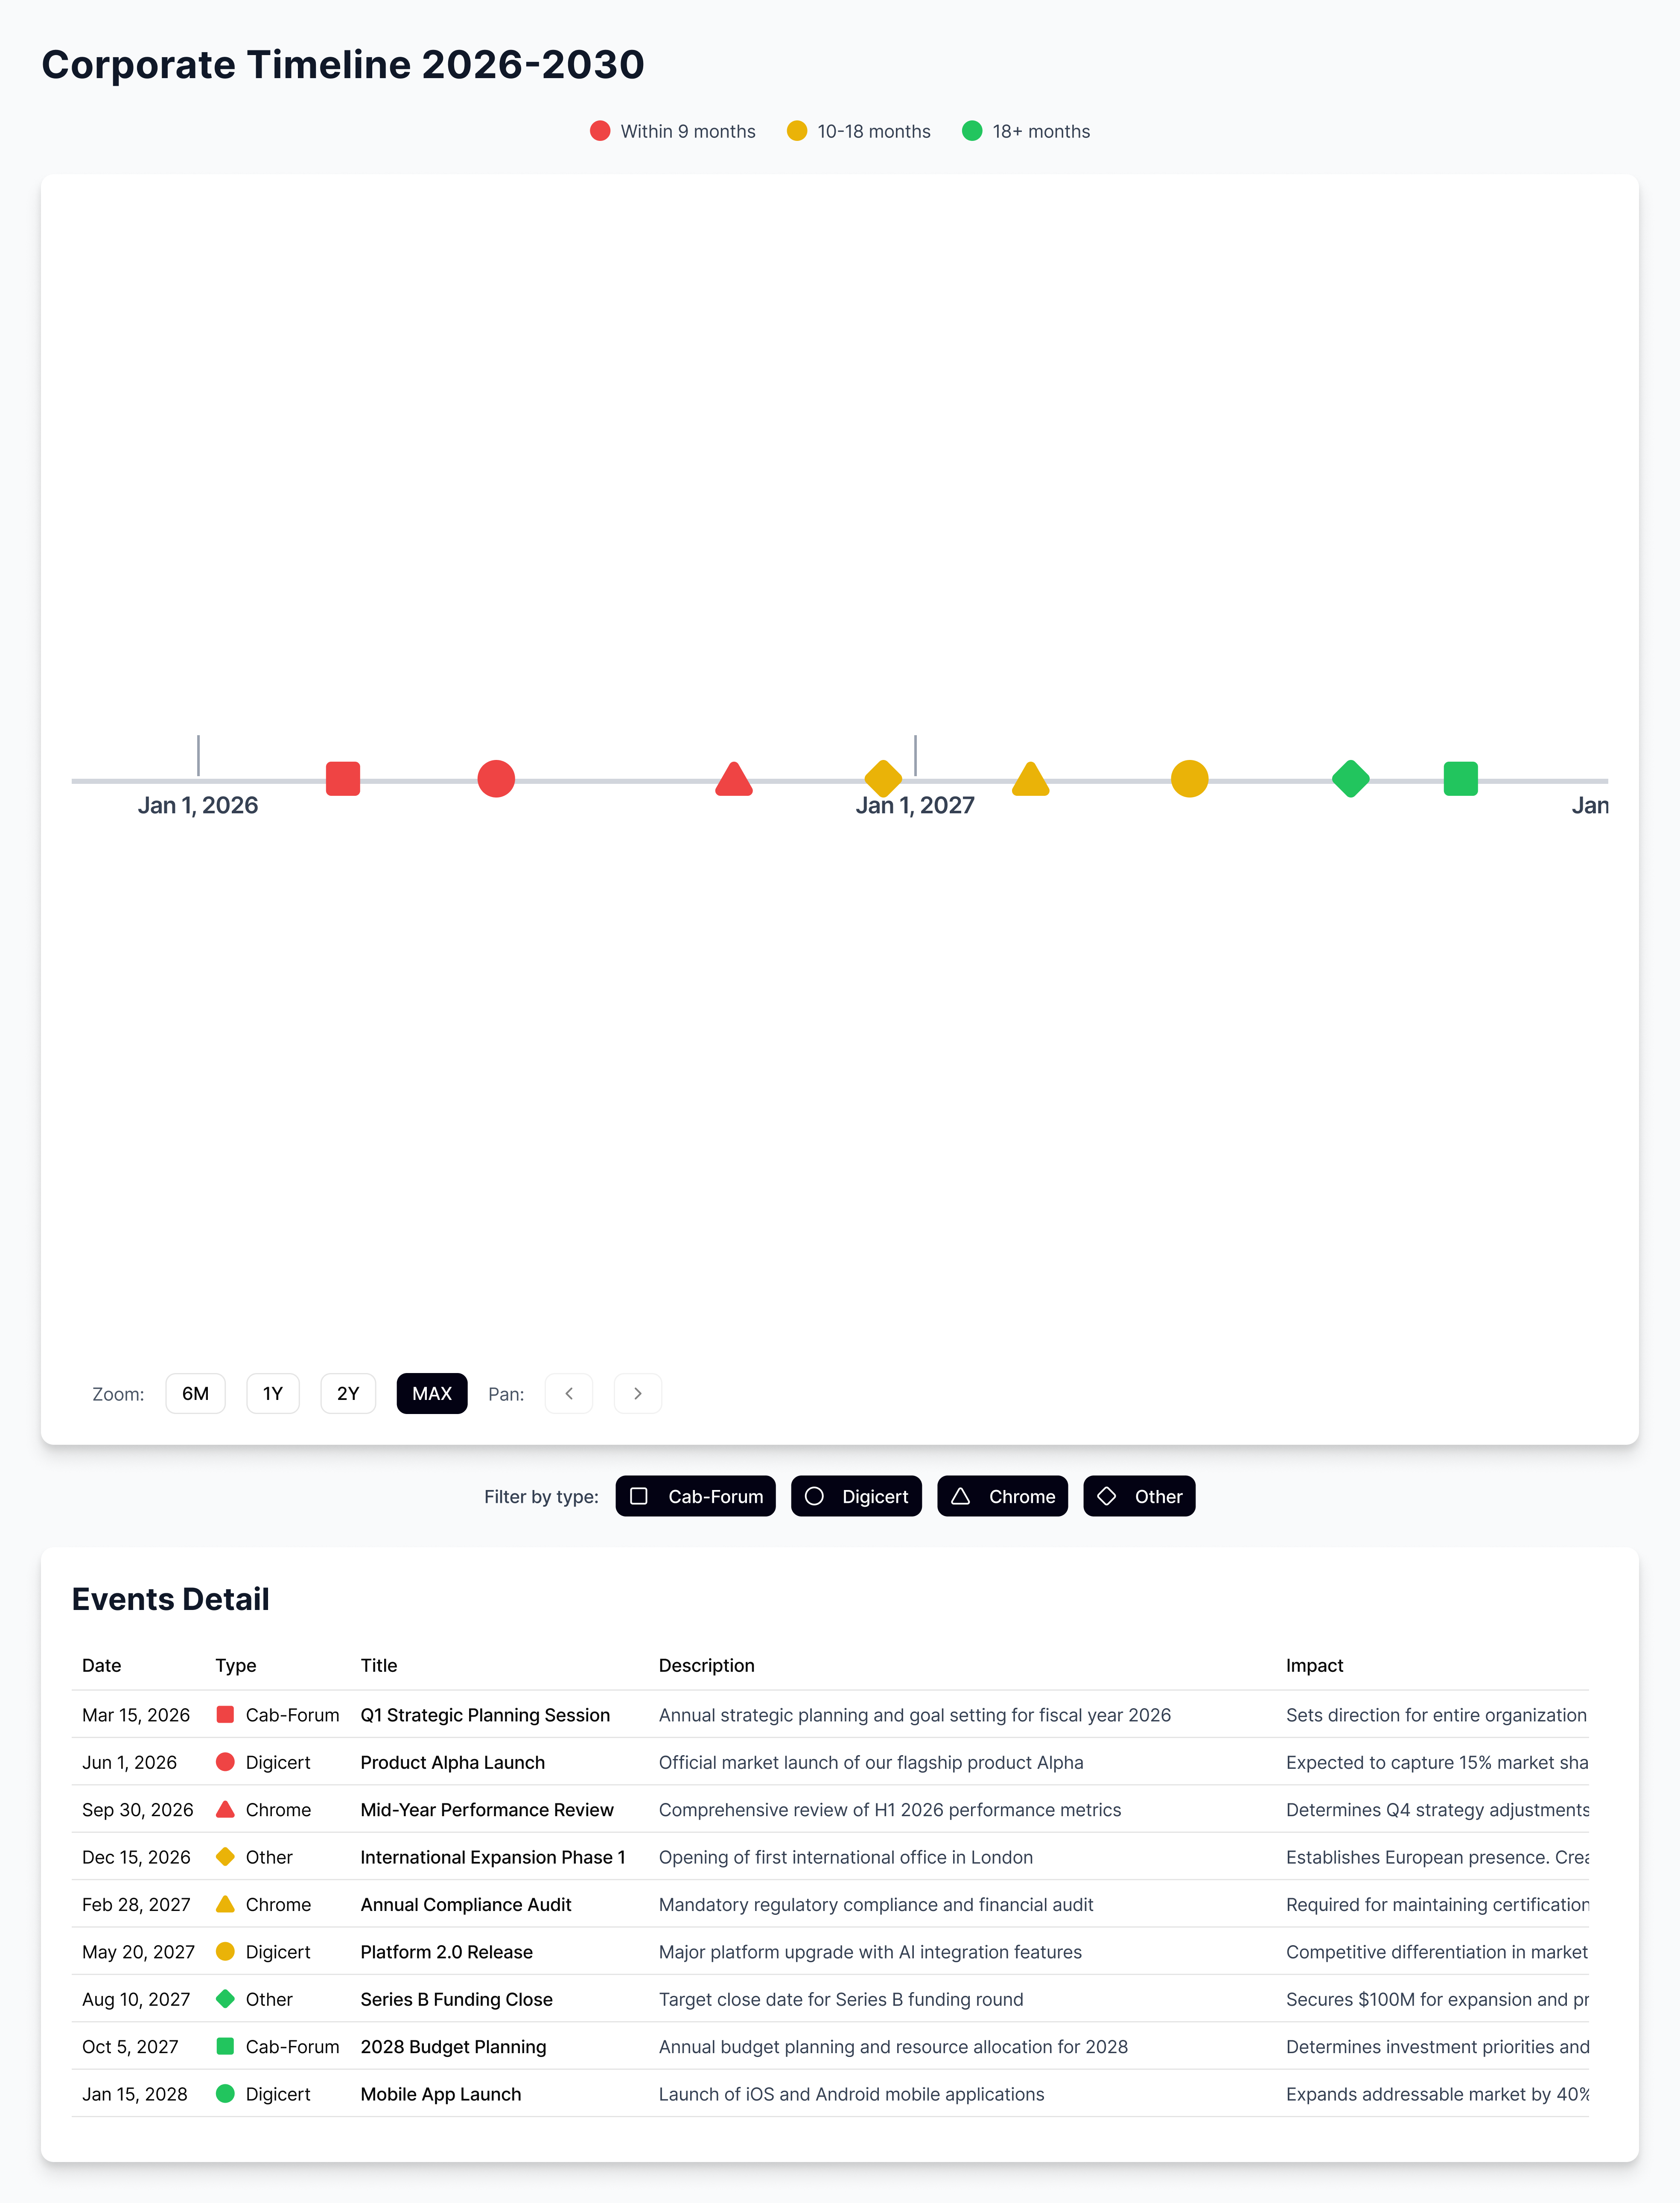 Corporate Timeline 2026-2030
Within 9 months 10-18 months 18+ months
Jan 1, 2026 Jan 1, 2027 Jan
Zoom: 6M 1Y 2Y MAX Pan:
Filter by type: Cab-Forum Digicert Chrome Other
Events Detail
Date Type Title Description Impact
Mar 15, 2026 Cab-Forum Q1 Strategic Planning Session Annual strategic planning and goal setting for fiscal year 2026 Sets direction for entire organization
Jun 1, 2026 Digicert Product Alpha Launch Official market launch of our flagship product Alpha Expected to capture 15% market sha
Sep 30, 2026 Chrome Mid-Year Performance Review Comprehensive review of H1 2026 performance metrics Determines Q4 strategy adjustments
Dec 15, 2026 Other International Expansion Phase 1 Opening of first international office in London Establishes European presence. Crea
Feb 28, 2027 Chrome Annual Compliance Audit Mandatory regulatory compliance and financial audit Required for maintaining certification
May 20, 2027 Digicert Platform 2.0 Release Major platform upgrade with AI integration features Competitive differentiation in market
Aug 10, 2027 Other Series B Funding Close Target close date for Series B funding round Secures $100M for expansion and pr
Oct 5, 2027 Cab-Forum 2028 Budget Planning Annual budget planning and resource allocation for 2028 Determines investment priorities and
Jan 15, 2028 Digicert Mobile App Launch Launch of iOS and Android mobile applications Expands addressable market by 40%